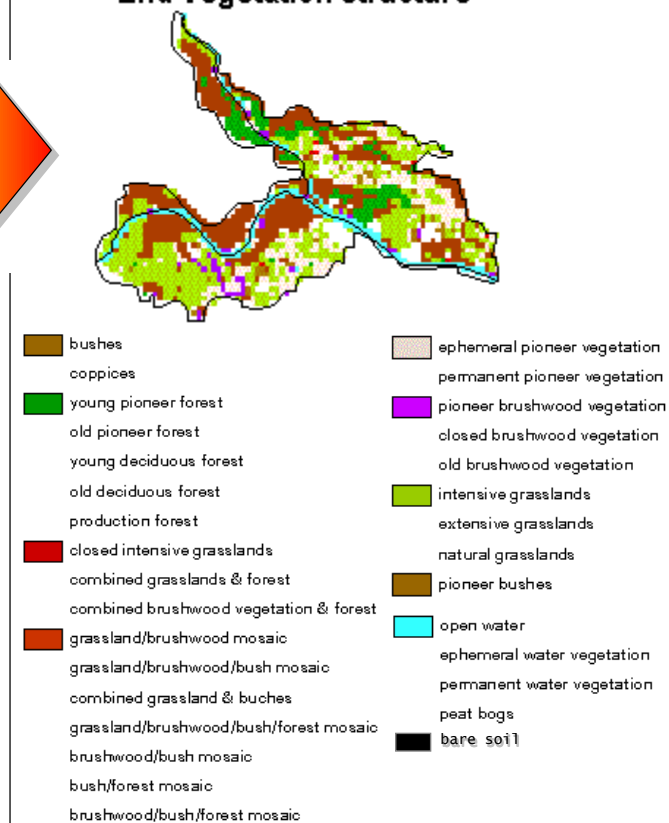 End vegetation structure
bushes
coppices
young pioneer forest
old pioneer forest
young deciduous forest
old deciduous forest
production forest
closed intensive grasslands
combined grasslands & forest
combined brushwood vegetation & forest
grassland/brushwood mosaic
grassland/brushwood/bush mosaic
combined grassland & buches
grassland/brushwood/bush/forest mosaic
brushwood/bush mosaic
bush/forest mosaic
brushwood/bush/forest mosaic
ephemeral pioneer vegetation
permanent pioneer vegetation
pioneer brushwood vegetation
closed brushwood vegetation
old brushwood vegetation
intensive grasslands
extensive grasslands
natural grasslands
pioneer bushes
open water
ephemeral water vegetation
permanent water vegetation
peat bogs
bare soil